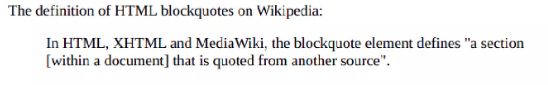 The definition of HTML blockquotes on Wikipedia:
In HTML, XHTML and MediaWiki, the blockquote element defines "a section
[within a document] that is quoted from another source".